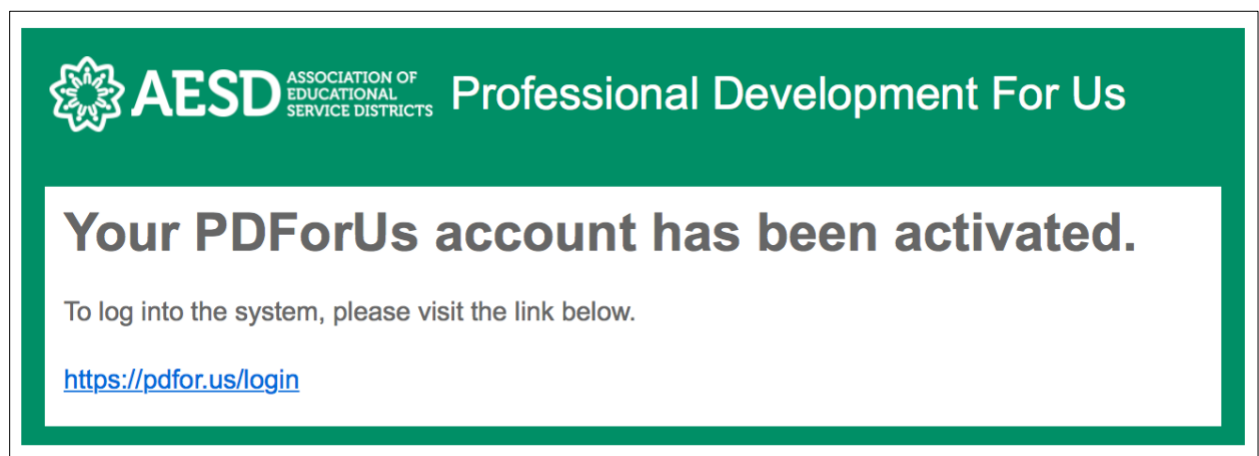 AESD ASSOCIATION OF EDUCATIONAL SERVICE DISTRICTS Professional Development For Us
Your PDForUs account has been activated.
To log into the system, please visit the link below.
https://pdfor.us/login